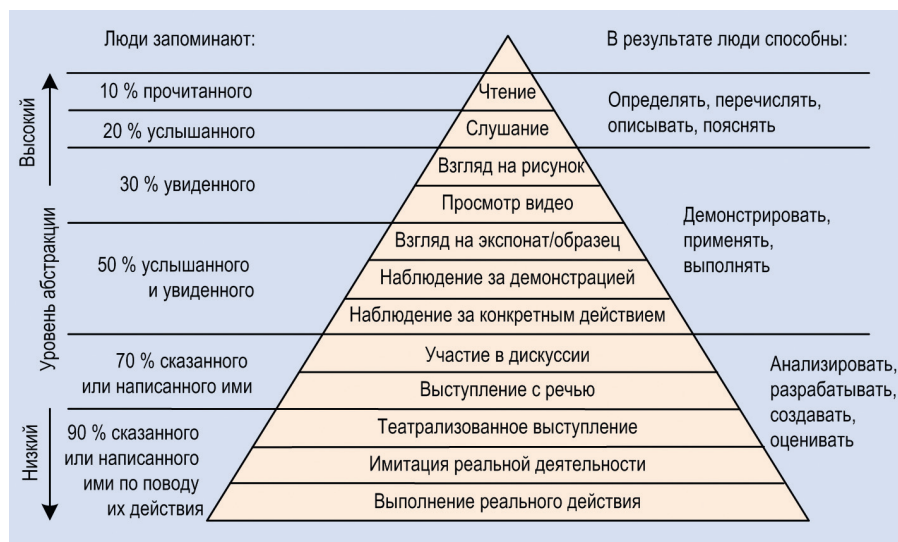 Люди запоминают:
В результате люди способны:
Высокий
Уровень абстракции
Низкий
10 % прочитанного
20 % услышанного
30 % увиденного
50 % услышанного
и увиденного
70 % сказанного
или написанного ими
90 % сказанного
или написанного
ими по поводу
их действия
Чтение
Слушание
Взгляд на рисунок
Просмотр видео
Взгляд на экспонат/образец
Наблюдение за демонстрацией
Наблюдение за конкретным действием
Участие в дискуссии
Выступление с речью
Театрализованное выступление
Имитация реальной деятельности
Выполнение реального действия
Определять, перечислять,
описывать, пояснять
Демонстрировать,
применять,
выполнять
Анализировать,
разрабатывать,
создавать,
оценивать